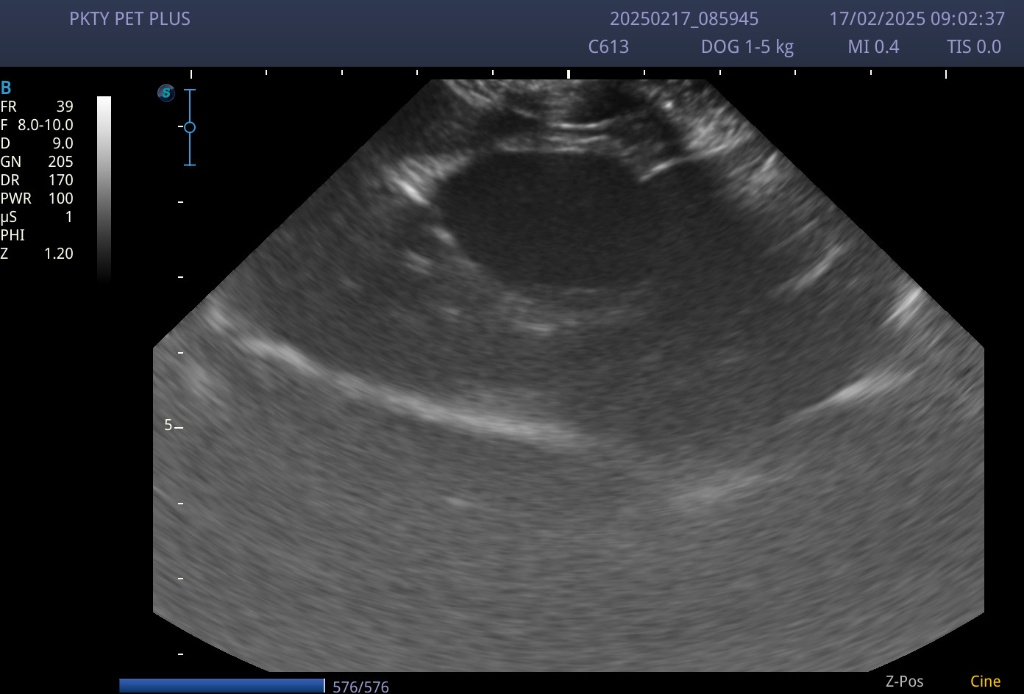 PKTY PET PLUS
20250217_085945 17/02/2025 09:02:37
C613 DOG 1-5 kg MI 0.4 TIS 0.0
B
FR 39
F 8.0-10.0
D 9.0
GN 205
DR 170
PWR 100
µS 1
PHI
Z 1.20
S
5
576/576
Z-Pos Cine